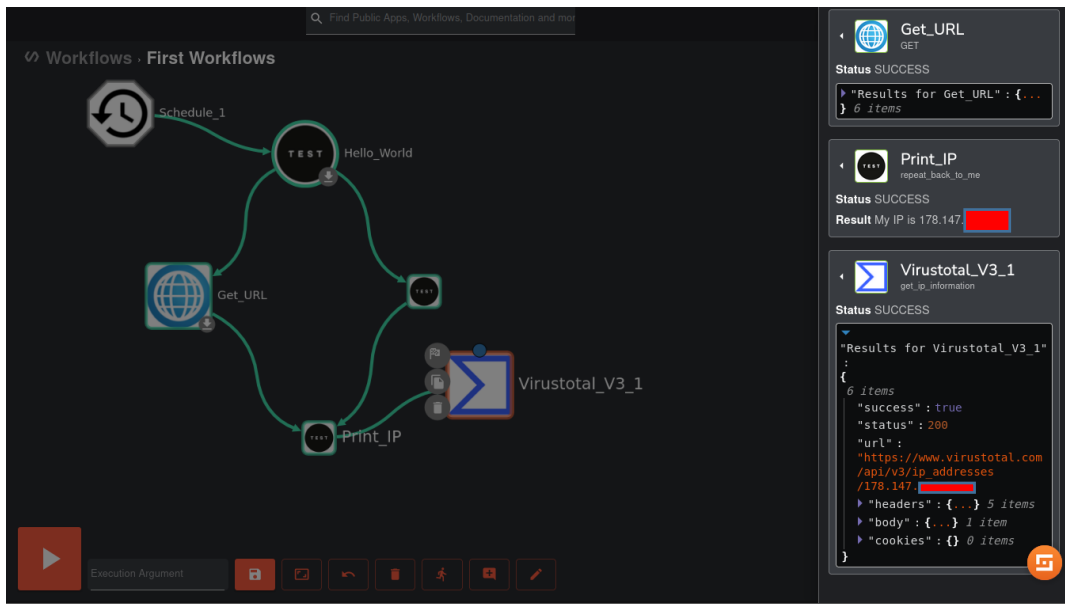 Find Public Apps, Workflows, Documentation and mor
Workflows › First Workflows
Schedule_1
TEST
Hello_World
Get_URL
TEST
Virustotal_V3_1
TEST
Print_IP
Execution Argument
Get_URL
GET
Status SUCCESS
"Results for Get_URL" : {...
} 6 items
TEST
Print_IP
repeat_back_to_me
Status SUCCESS
Result My IP is 178.147.
Virustotal_V3_1
get_ip_information
Status SUCCESS
"Results for Virustotal_V3_1"
:
{
6 items
"success" : true
"status" : 200
"url" :
"https://www.virustotal.com
/api/v3/ip_addresses
/178.147.
"headers" : {...} 5 items
"body" : {...} 1 item
"cookies" : {} 0 items
}